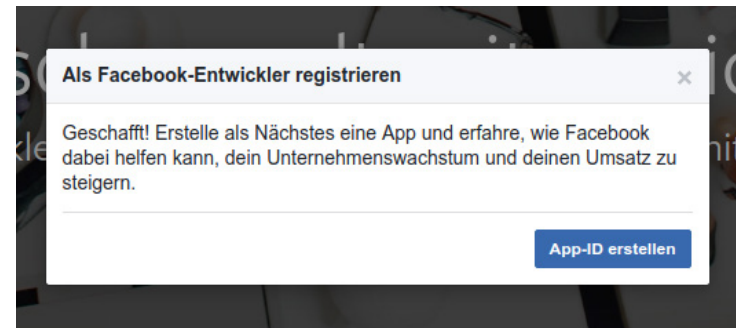 Als Facebook-Entwickler registrieren
×
Geschafft! Erstelle als Nächstes eine App und erfahre, wie Facebook
dabei helfen kann, dein Unternehmenswachstum und deinen Umsatz zu
steigern.
App-ID erstellen